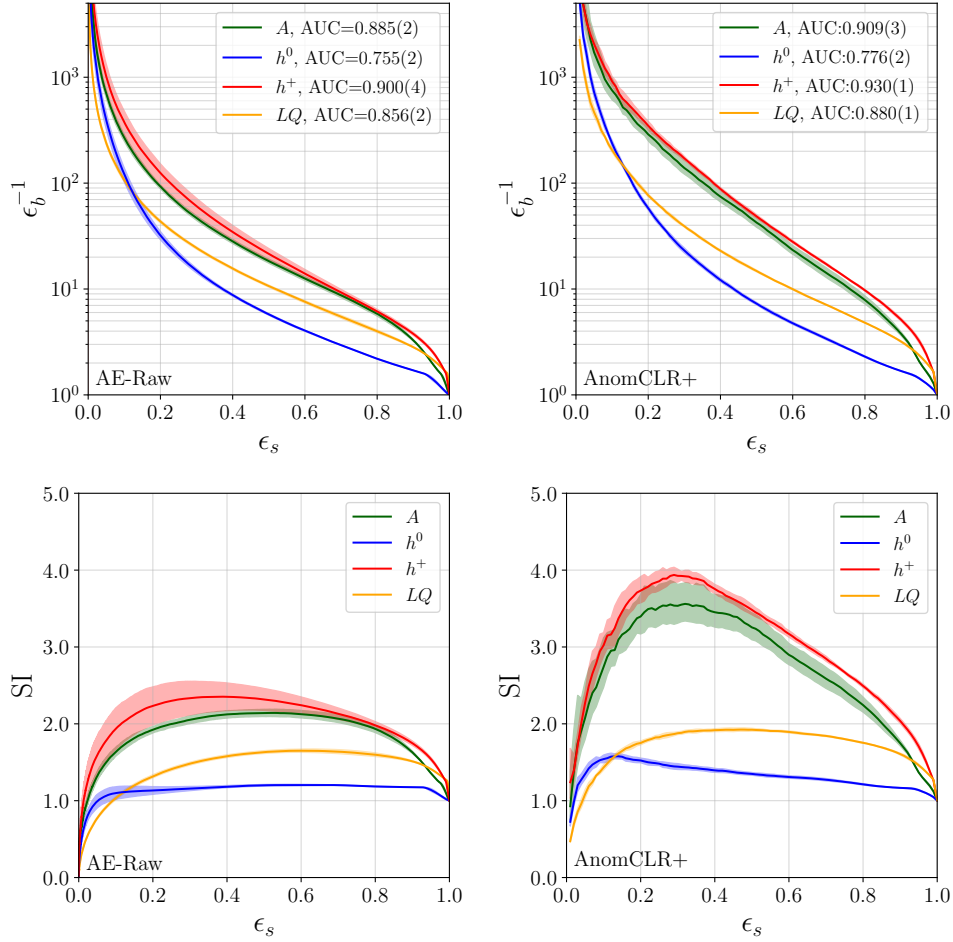 A, AUC=0.885(2)
h⁰, AUC=0.755(2)
h⁺, AUC=0.900(4)
LQ, AUC=0.856(2)
10³
10²
10¹
10⁰
ϵ_b⁻¹
AE-Raw
0.0 0.2 0.4 0.6 0.8 1.0
ϵ_s
A, AUC:0.909(3)
h⁰, AUC:0.776(2)
h⁺, AUC:0.930(1)
LQ, AUC:0.880(1)
10³
10²
10¹
10⁰
ϵ_b⁻¹
AnomCLR+
0.0 0.2 0.4 0.6 0.8 1.0
ϵ_s
A
h⁰
h⁺
LQ
5.0
4.0
3.0
2.0
1.0
0.0
SI
AE-Raw
0.0 0.2 0.4 0.6 0.8 1.0
ϵ_s
A
h⁰
h⁺
LQ
5.0
4.0
3.0
2.0
1.0
0.0
SI
AnomCLR+
0.0 0.2 0.4 0.6 0.8 1.0
ϵ_s